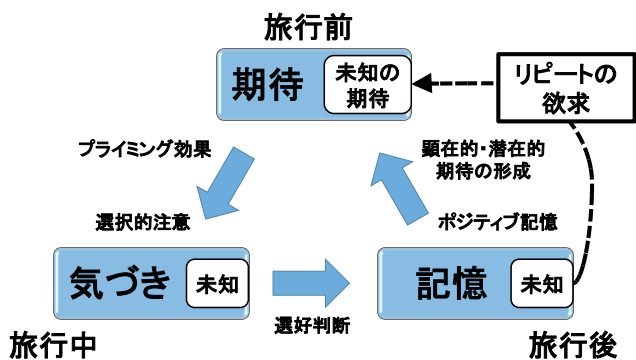 旅行前
期待
未知の
期待
リピートの
欲求
プライミング効果
顕在的・潜在的
期待の形成
選択的注意
ポジティブ記憶
気づき
未知
記憶
未知
選好判断
旅行中
旅行後